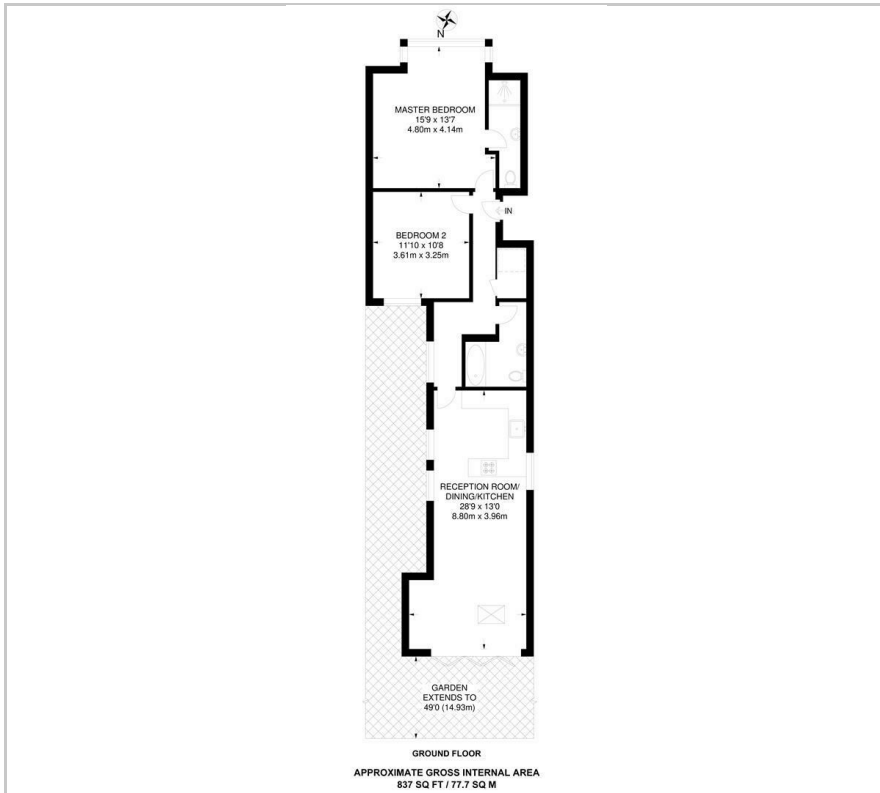 N
MASTER BEDROOM
15'9 x 13'7
4.80m x 4.14m
IN
BEDROOM 2
11'10 x 10'8
3.61m x 3.25m
RECEPTION ROOM/
DINING/KITCHEN
28'9 x 13'0
8.80m x 3.96m
GARDEN
EXTENDS TO
49'0 (14.93m)
GROUND FLOOR
APPROXIMATE GROSS INTERNAL AREA
837 SQ FT / 77.7 SQ M